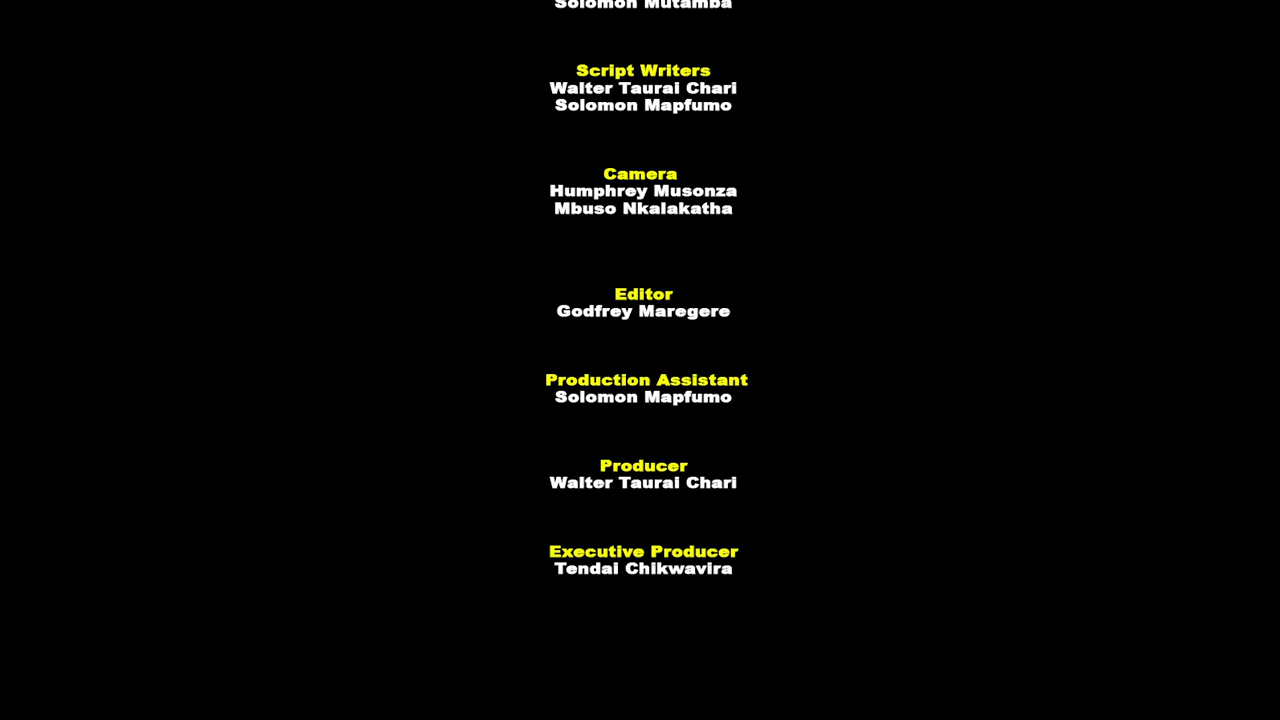 Solomon Mutamba
Script Writers
Walter Taurai Chari
Solomon Mapfumo
Camera
Humphrey Musonza
Mbuso Nkalakatha
Editor
Godfrey Maregere
Production Assistant
Solomon Mapfumo
Producer
Walter Taurai Chari
Executive Producer
Tendai Chikwavira